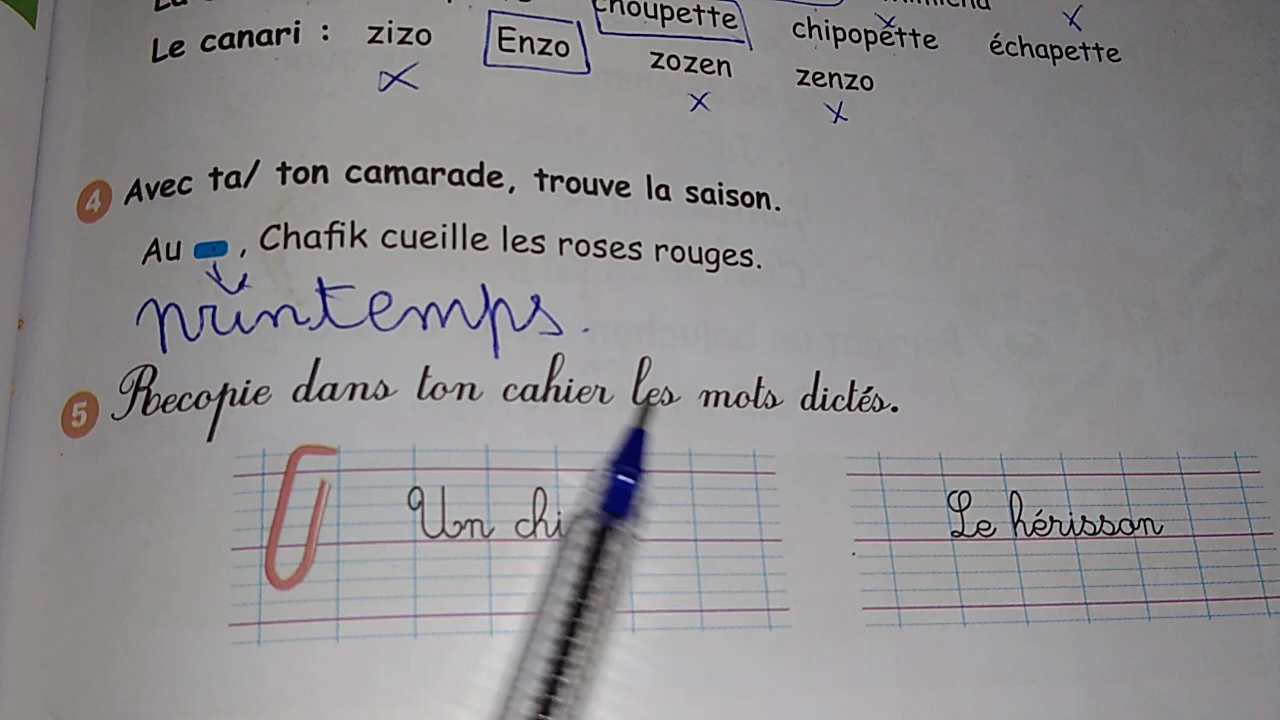 choupette chipopette échapette
Le canari : zizo Enzo zozen zenzo
4 Avec ta/ ton camarade, trouve la saison.
Au , Chafik cueille les roses rouges.
printemps.
5 Recopie dans ton cahier les mots dictés.
Un chi
Le hérisson